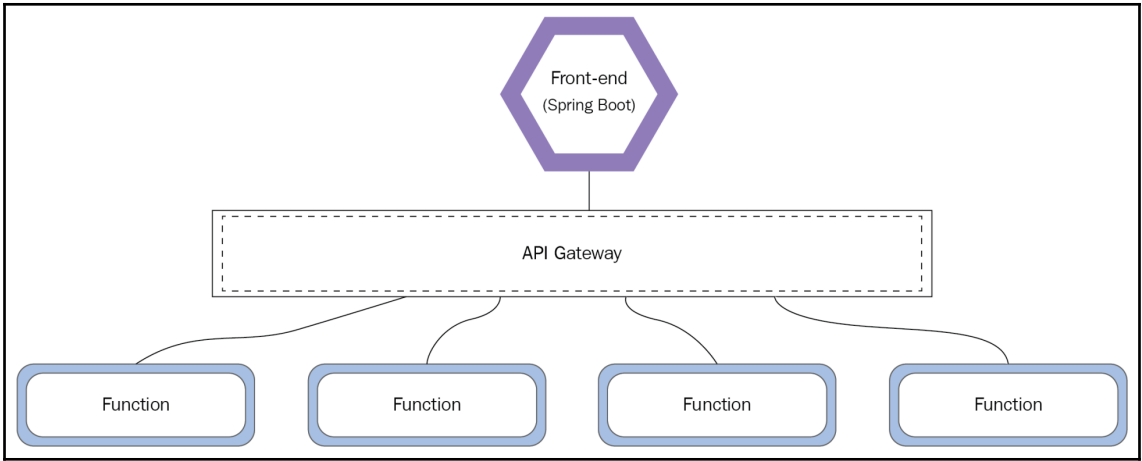 Front-end
(Spring Boot)
API Gateway
Function
Function
Function
Function